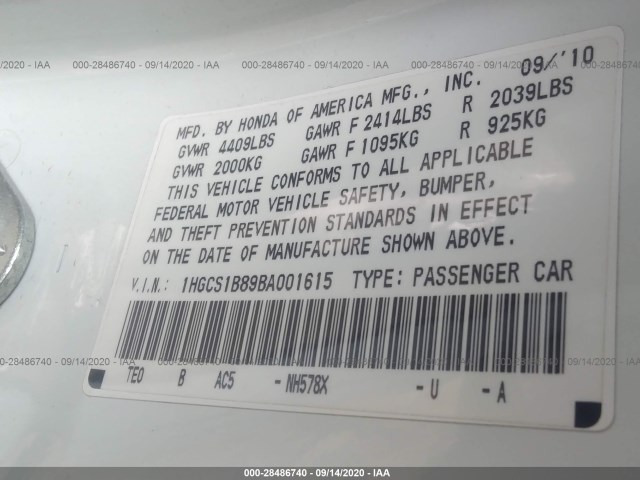 000-28486740 - 09/14/2020 - IAA
MFD. BY HONDA OF AMERICA MFG., INC. 09/'10
GVWR 4409LBS GAWR F 2414LBS R 2039LBS
GVWR 2000KG GAWR F 1095KG R 925KG
THIS VEHICLE CONFORMS TO ALL APPLICABLE
FEDERAL MOTOR VEHICLE SAFETY, BUMPER,
AND THEFT PREVENTION STANDARDS IN EFFECT
ON THE DATE OF MANUFACTURE SHOWN ABOVE.
V.I.N.: 1HGCS1B89BA001615 TYPE: PASSENGER CAR
TE0 B AC5 -NH578X -U -A
000-28486740 - 09/14/2020 - IAA